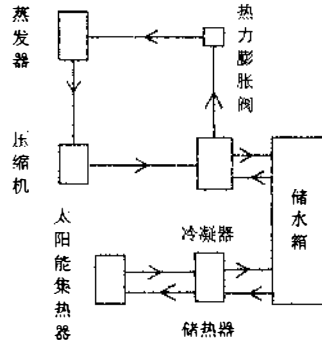 蒸发器
热力膨胀阀
压缩机
储水箱
太阳能集热器
冷凝器
储热器